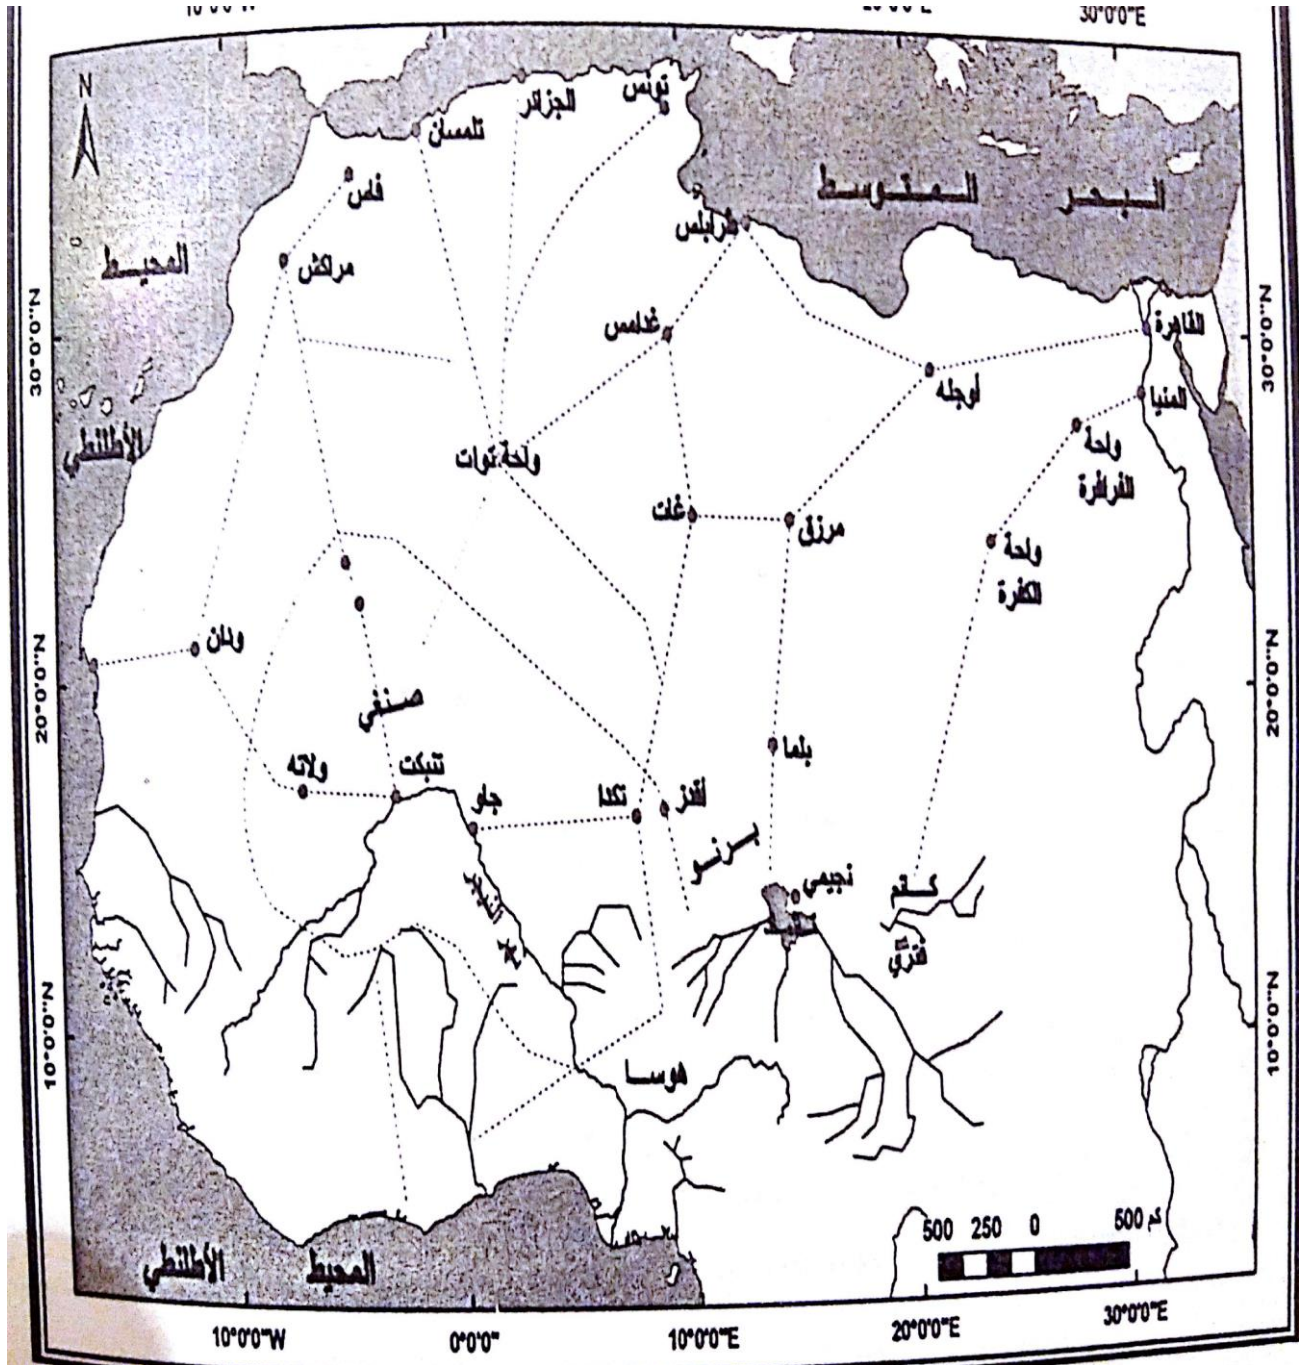 30°0'0"E
N
تونس
الجزائر
تلمسان
فاس
البحر المتوسط
طرابلس
المحيط
مراكش
30°0'0"N
30°0'0"N
غدامس
القاهرة
أوجله
المنيا
الأطلنطي
واحة توات
واحة
الفرافرة
غات
مرزق
واحة
الكفرة
ودان
20°0'0"N
20°0'0"N
صنغي
بلما
ولاته
تنبكت
جاو
تكدا
أقدز
برنو
نجيمي
كانم
فتري
10°0'0"N
10°0'0"N
هوسا
500 250 0 500 كم
المحيط الأطلنطي
10°0'0"W
0°0'0"
10°0'0"E
20°0'0"E
30°0'0"E